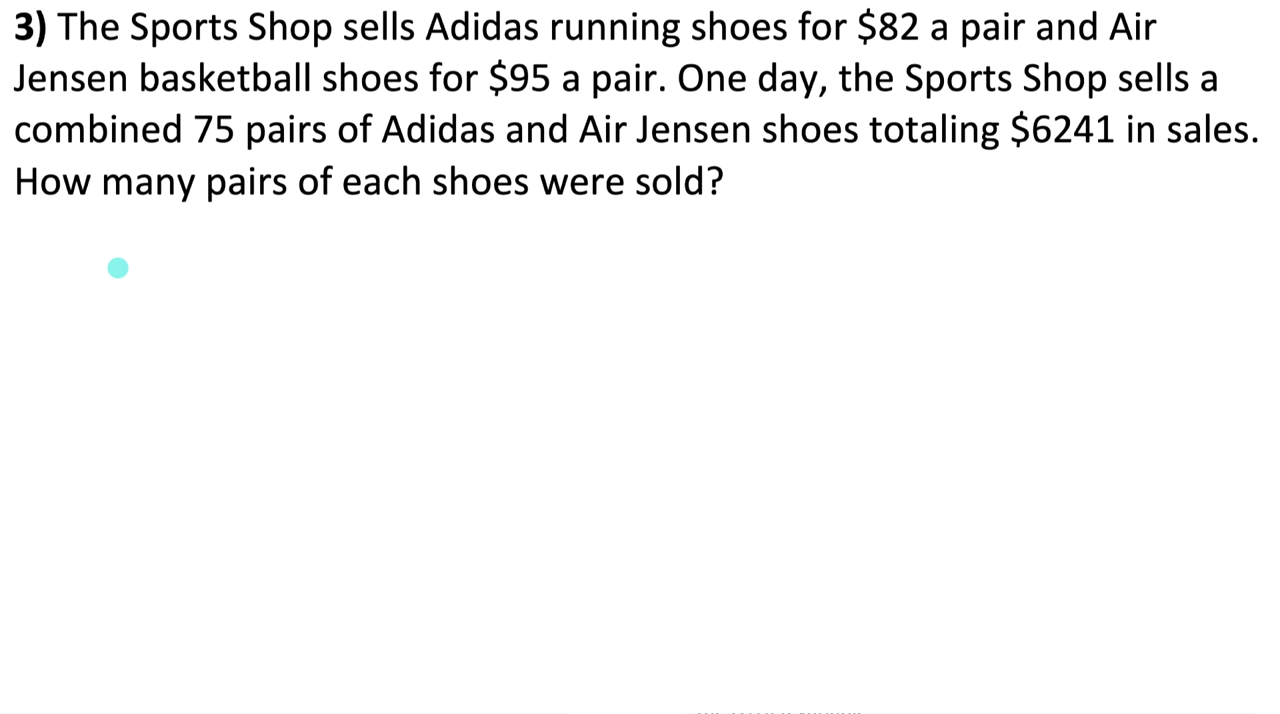 3) The Sports Shop sells Adidas running shoes for $82 a pair and Air
Jensen basketball shoes for $95 a pair. One day, the Sports Shop sells a
combined 75 pairs of Adidas and Air Jensen shoes totaling $6241 in sales.
How many pairs of each shoes were sold?